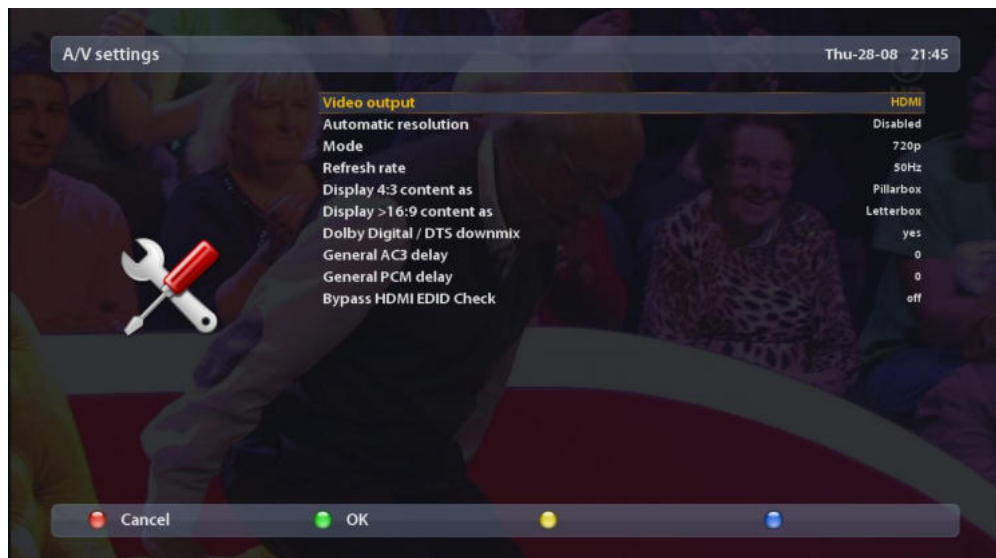 A/V settings Thu-28-08 21:45
Video output HDMI
Automatic resolution Disabled
Mode 720p
Refresh rate 50Hz
Display 4:3 content as Pillarbox
Display >16:9 content as Letterbox
Dolby Digital / DTS downmix yes
General AC3 delay 0
General PCM delay 0
Bypass HDMI EDID Check off
Cancel OK